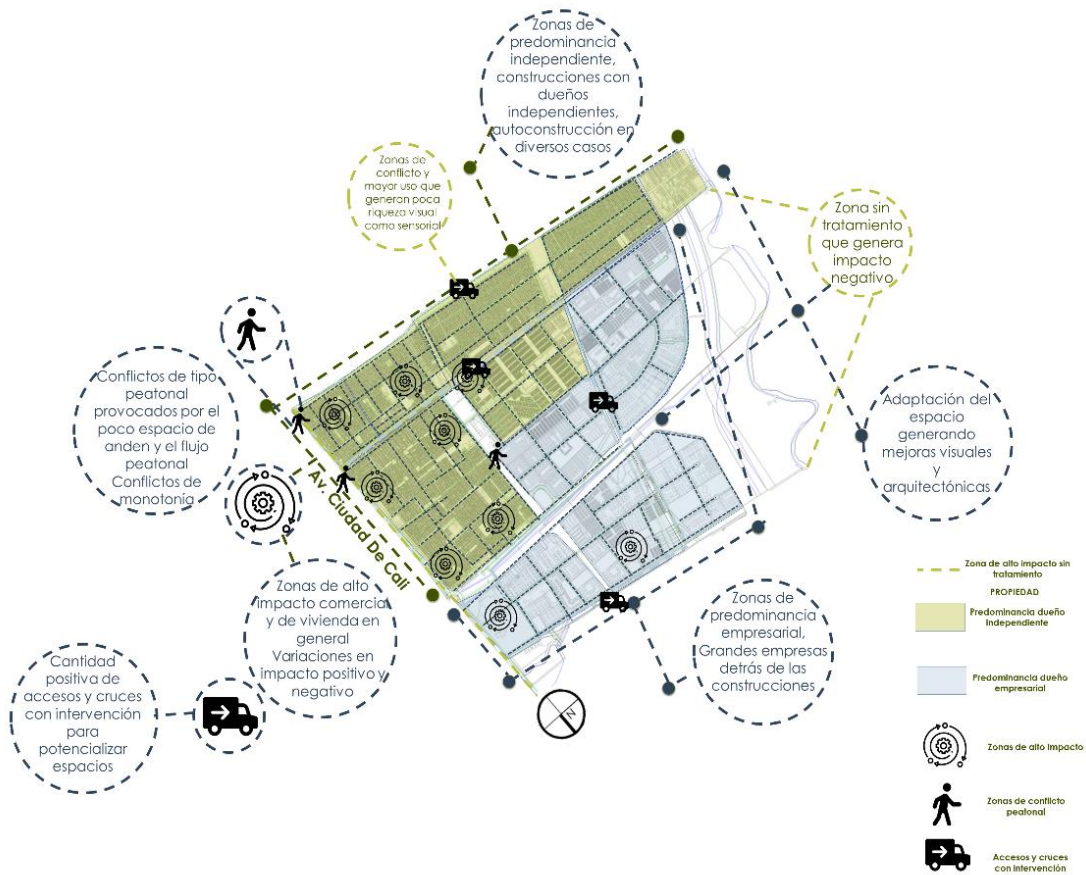 Zonas de
predominancia
independiente,
construcciones con
dueños
independientes,
autoconstrucción en
diversos casos
Zonas de
conflicto y
mayor uso que
generan poca
riqueza visual
como sensorial
Zona sin
tratamiento
que genera
impacto
negativo
Conflictos de tipo
peatonal
provocados por el
poco espacio de
anden y el flujo
peatonal
Conflictos de
monotonía
Adaptación del
espacio
generando
mejoras visuales
y
arquitectónicas
Av. Ciudad De Cali
Zonas de alto
impacto comercial
y de vivienda en
general
Variaciones en
impacto positivo y
negativo
Zonas de
predominancia
empresarial,
Grandes empresas
detrás de las
construcciones
Cantidad
positiva de
accesos y cruces
con intervención
para
potencializar
espacios
N
Zona de alto impacto sin
tratamiento
PROPIEDAD
Predominancia dueño
Independiente
Predominancia dueño
empresarial
Zonas de alto impacto
Zonas de conflicto
peatonal
Accesos y cruces
con intervención